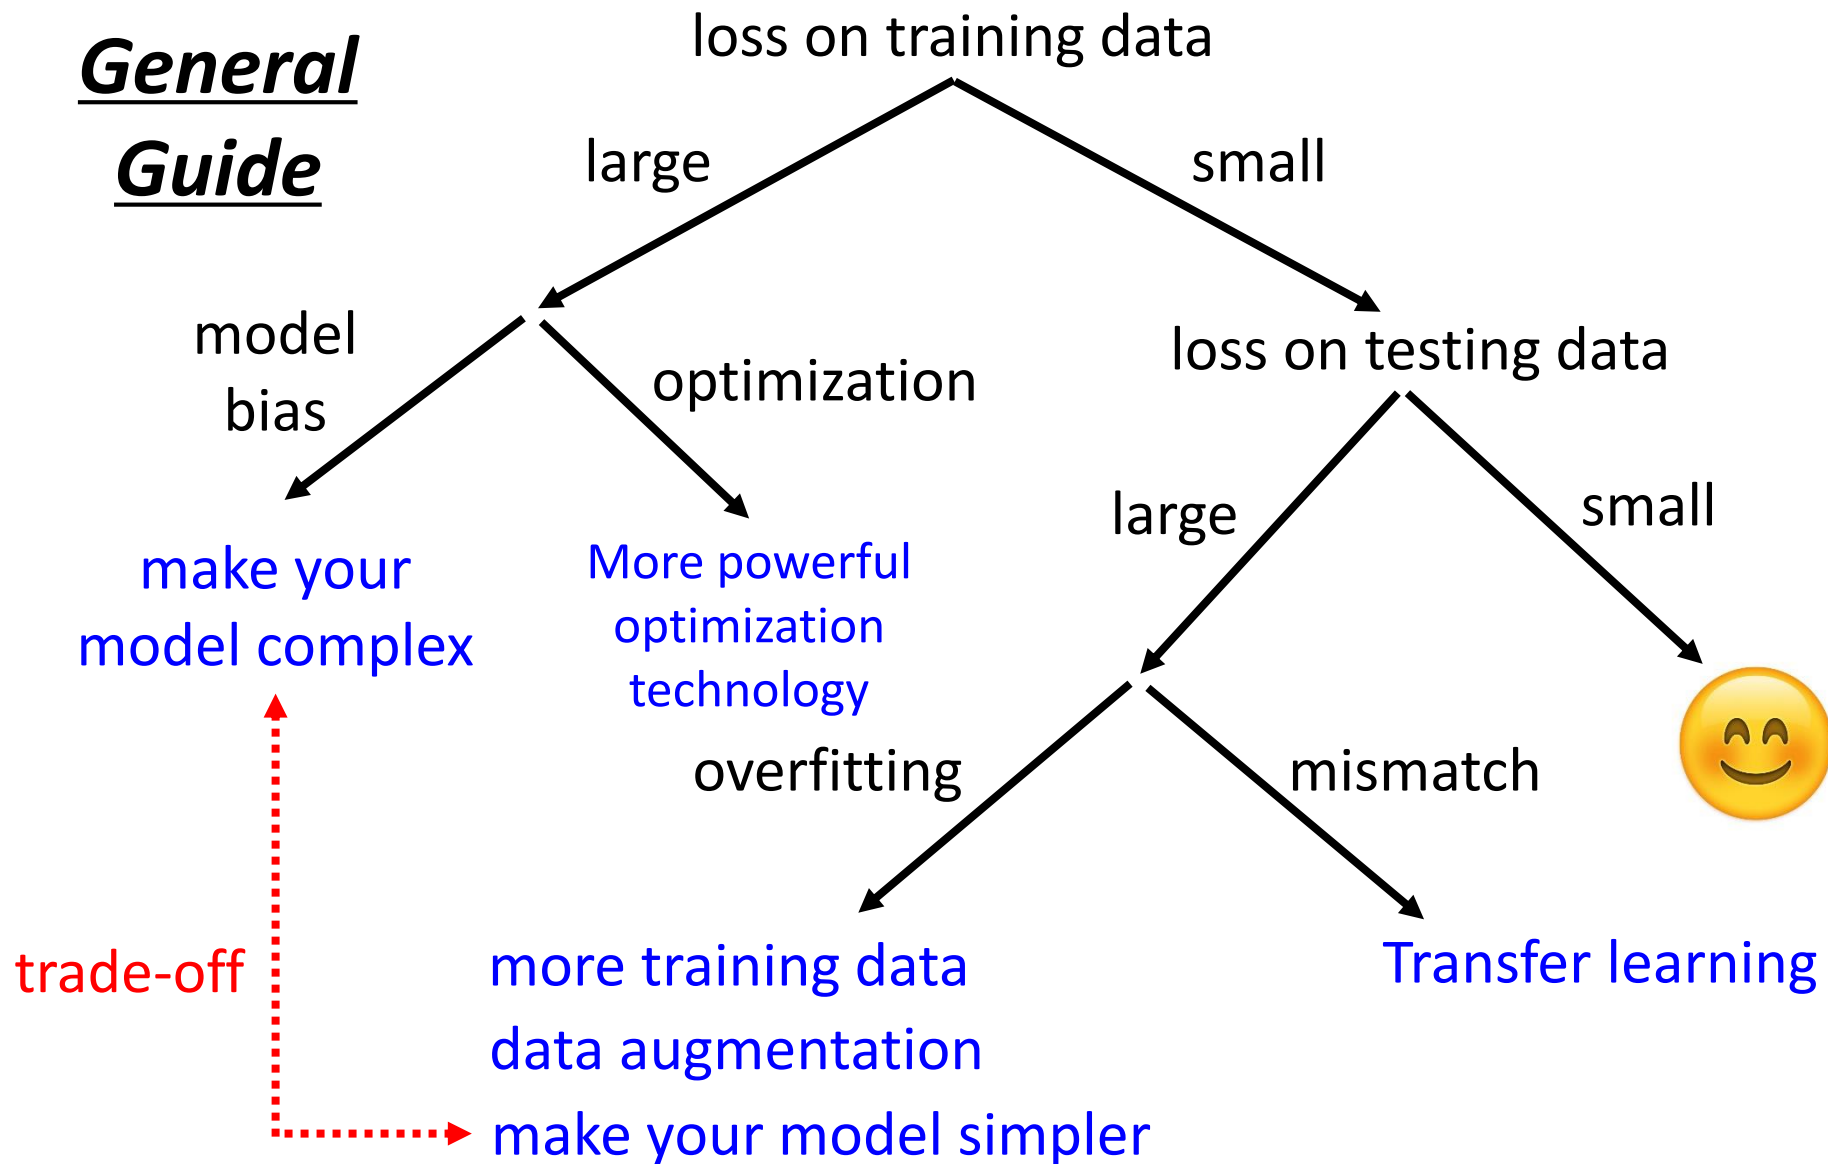 General
Guide
loss on training data
large
small
model
bias
optimization
loss on testing data
make your
model complex
More powerful
optimization
technology
large
small
overfitting
mismatch
trade-off
more training data
data augmentation
make your model simpler
Transfer learning